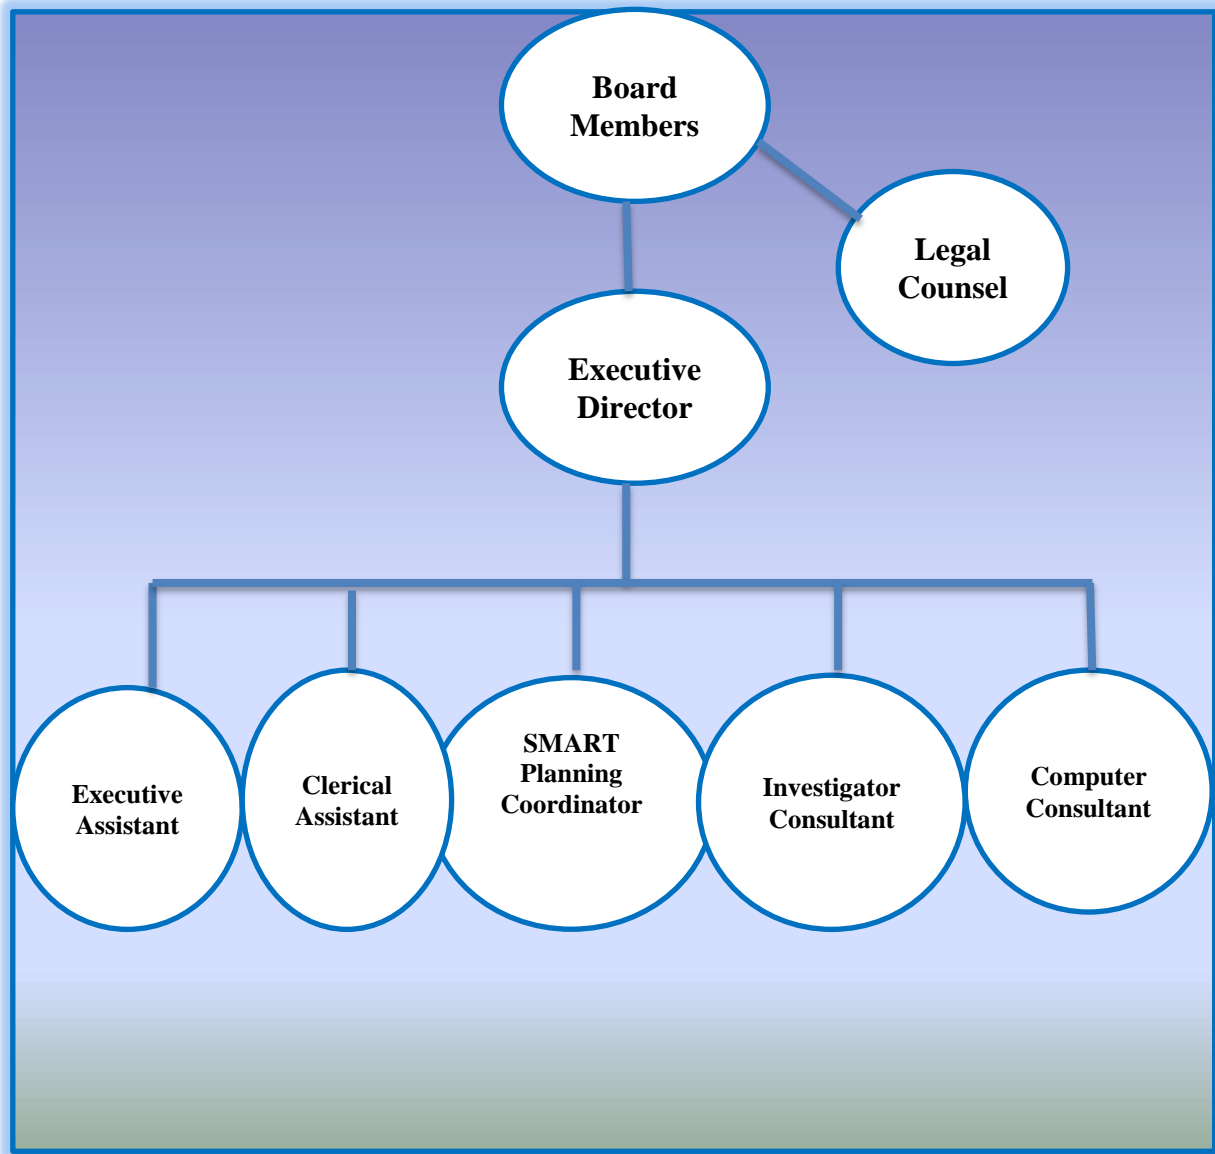 Board
Members
Legal
Counsel
Executive
Director
Executive
Assistant
Clerical
Assistant
SMART
Planning
Coordinator
Investigator
Consultant
Computer
Consultant